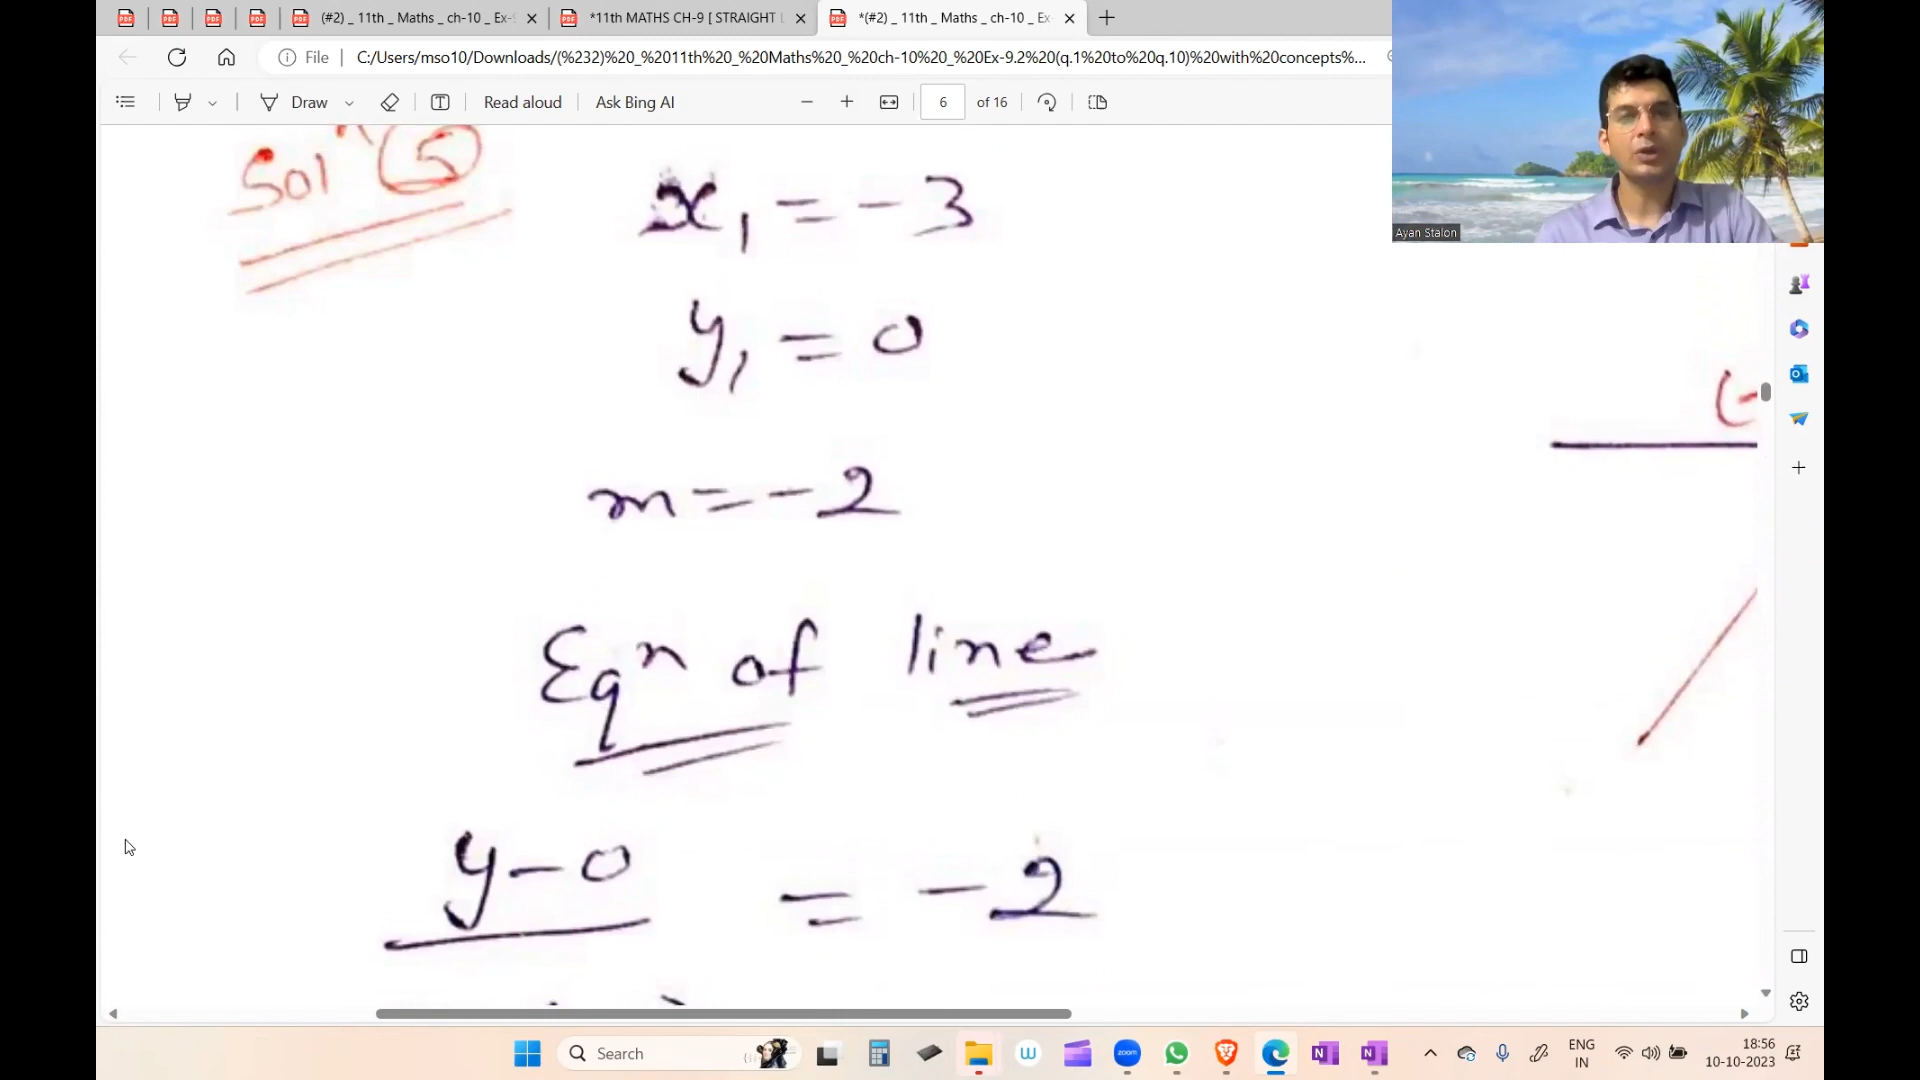 (#2) _ 11th _ Maths _ ch-10 _ Ex-
*11th MATHS CH-9 [ STRAIGHT
*(#2) _ 11th _ Maths _ ch-10 _ Ex-
File
C:/Users/mso10/Downloads/(%232)%20_%2011th%20_%20Maths%20_%20ch-10%20_%20Ex-9.2%20(q.1%20to%20q.10)%20with%20concepts%...
Draw
Read aloud
Ask Bing AI
6 of 16
Ayan Stalon
Solⁿ (5)
x₁ = -3
y₁ = 0
m = -2
Eqⁿ of line
y-0 = -2
(-
Search
zoom
ENG
IN
18:56
10-10-2023